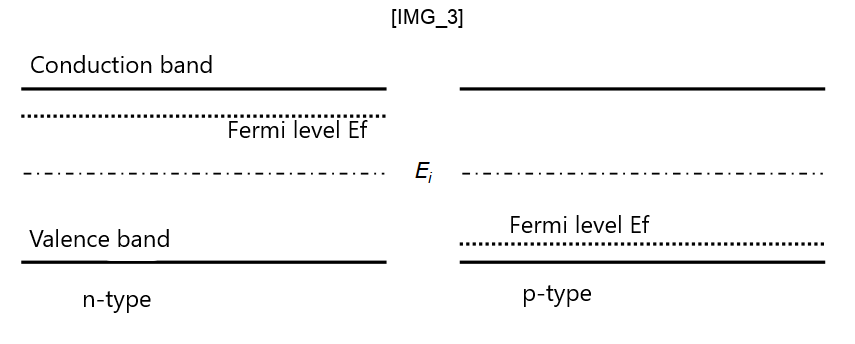 [IMG_3]
Conduction band
Fermi level Ef
Ei
Valence band
Fermi level Ef
n-type
p-type